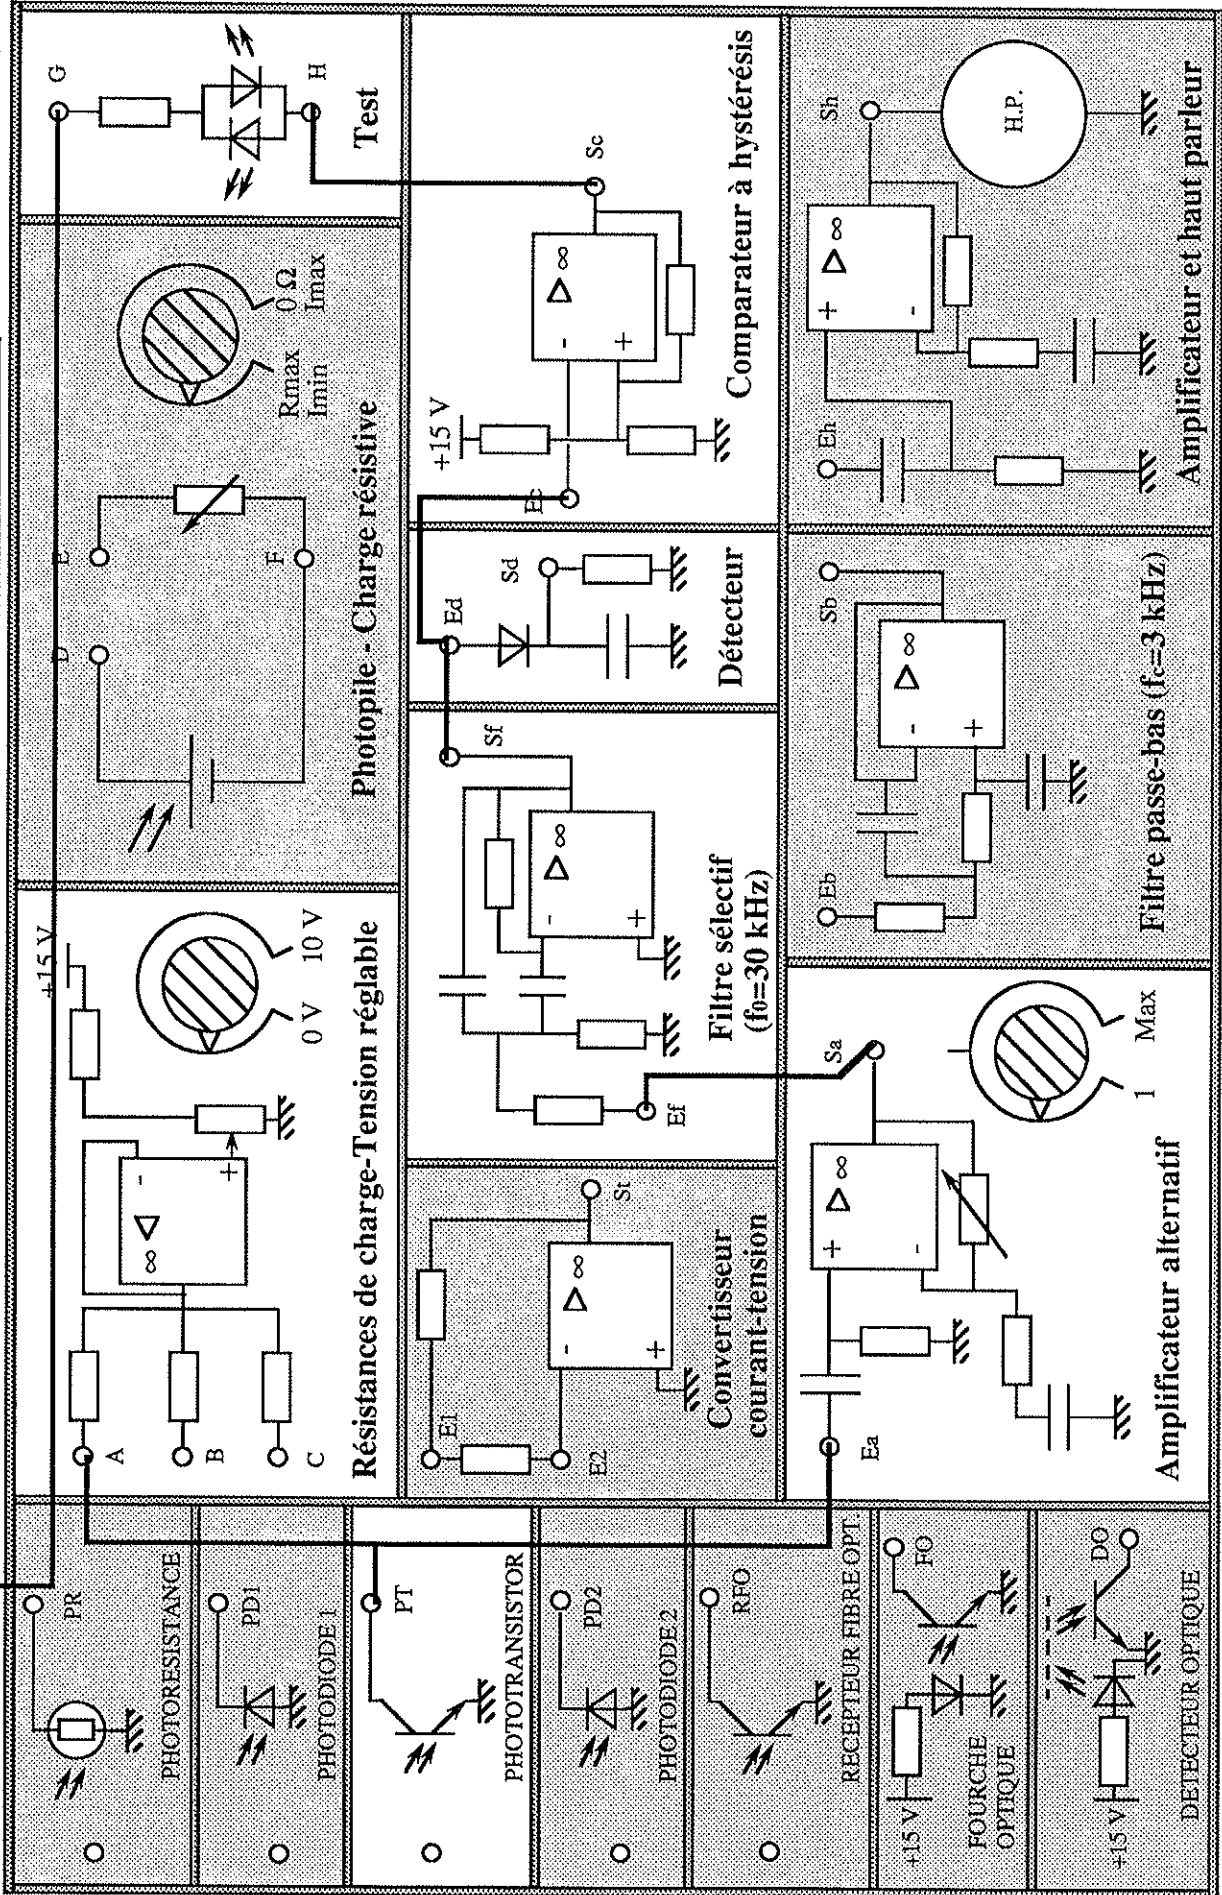 PR
PHOTORESISTANCE
PD1
PHOTODIODE 1
PT
PHOTOTRANSISTOR
PD2
PHOTODIODE 2
RFO
RECEPTEUR FIBRE OPT.
+15 V
FO
FOURCHE
OPTIQUE
+15 V
DO
DETECTEUR OPTIQUE
A
B
C
∞
-
+
+15 V
0 V
10 V
Résistances de charge-Tension réglable
D
E
F
Rmax
Imin
0 Ω
Imax
Photopile - Charge résistive
G
H
Test
E1
E2
-
+
∞
St
Convertisseur
courant-tension
Ef
-
+
∞
Sf
Filtre sélectif
(f0=30 kHz)
Ed
Sd
Détecteur
Ec
+15 V
-
+
∞
Sc
Comparateur à hystérésis
Ea
+
-
∞
Sa
1
Max
Amplificateur alternatif
Eb
-
+
∞
Sb
Filtre passe-bas (fc=3 kHz)
Eh
+
-
∞
Sh
H.P.
Amplificateur et haut parleur